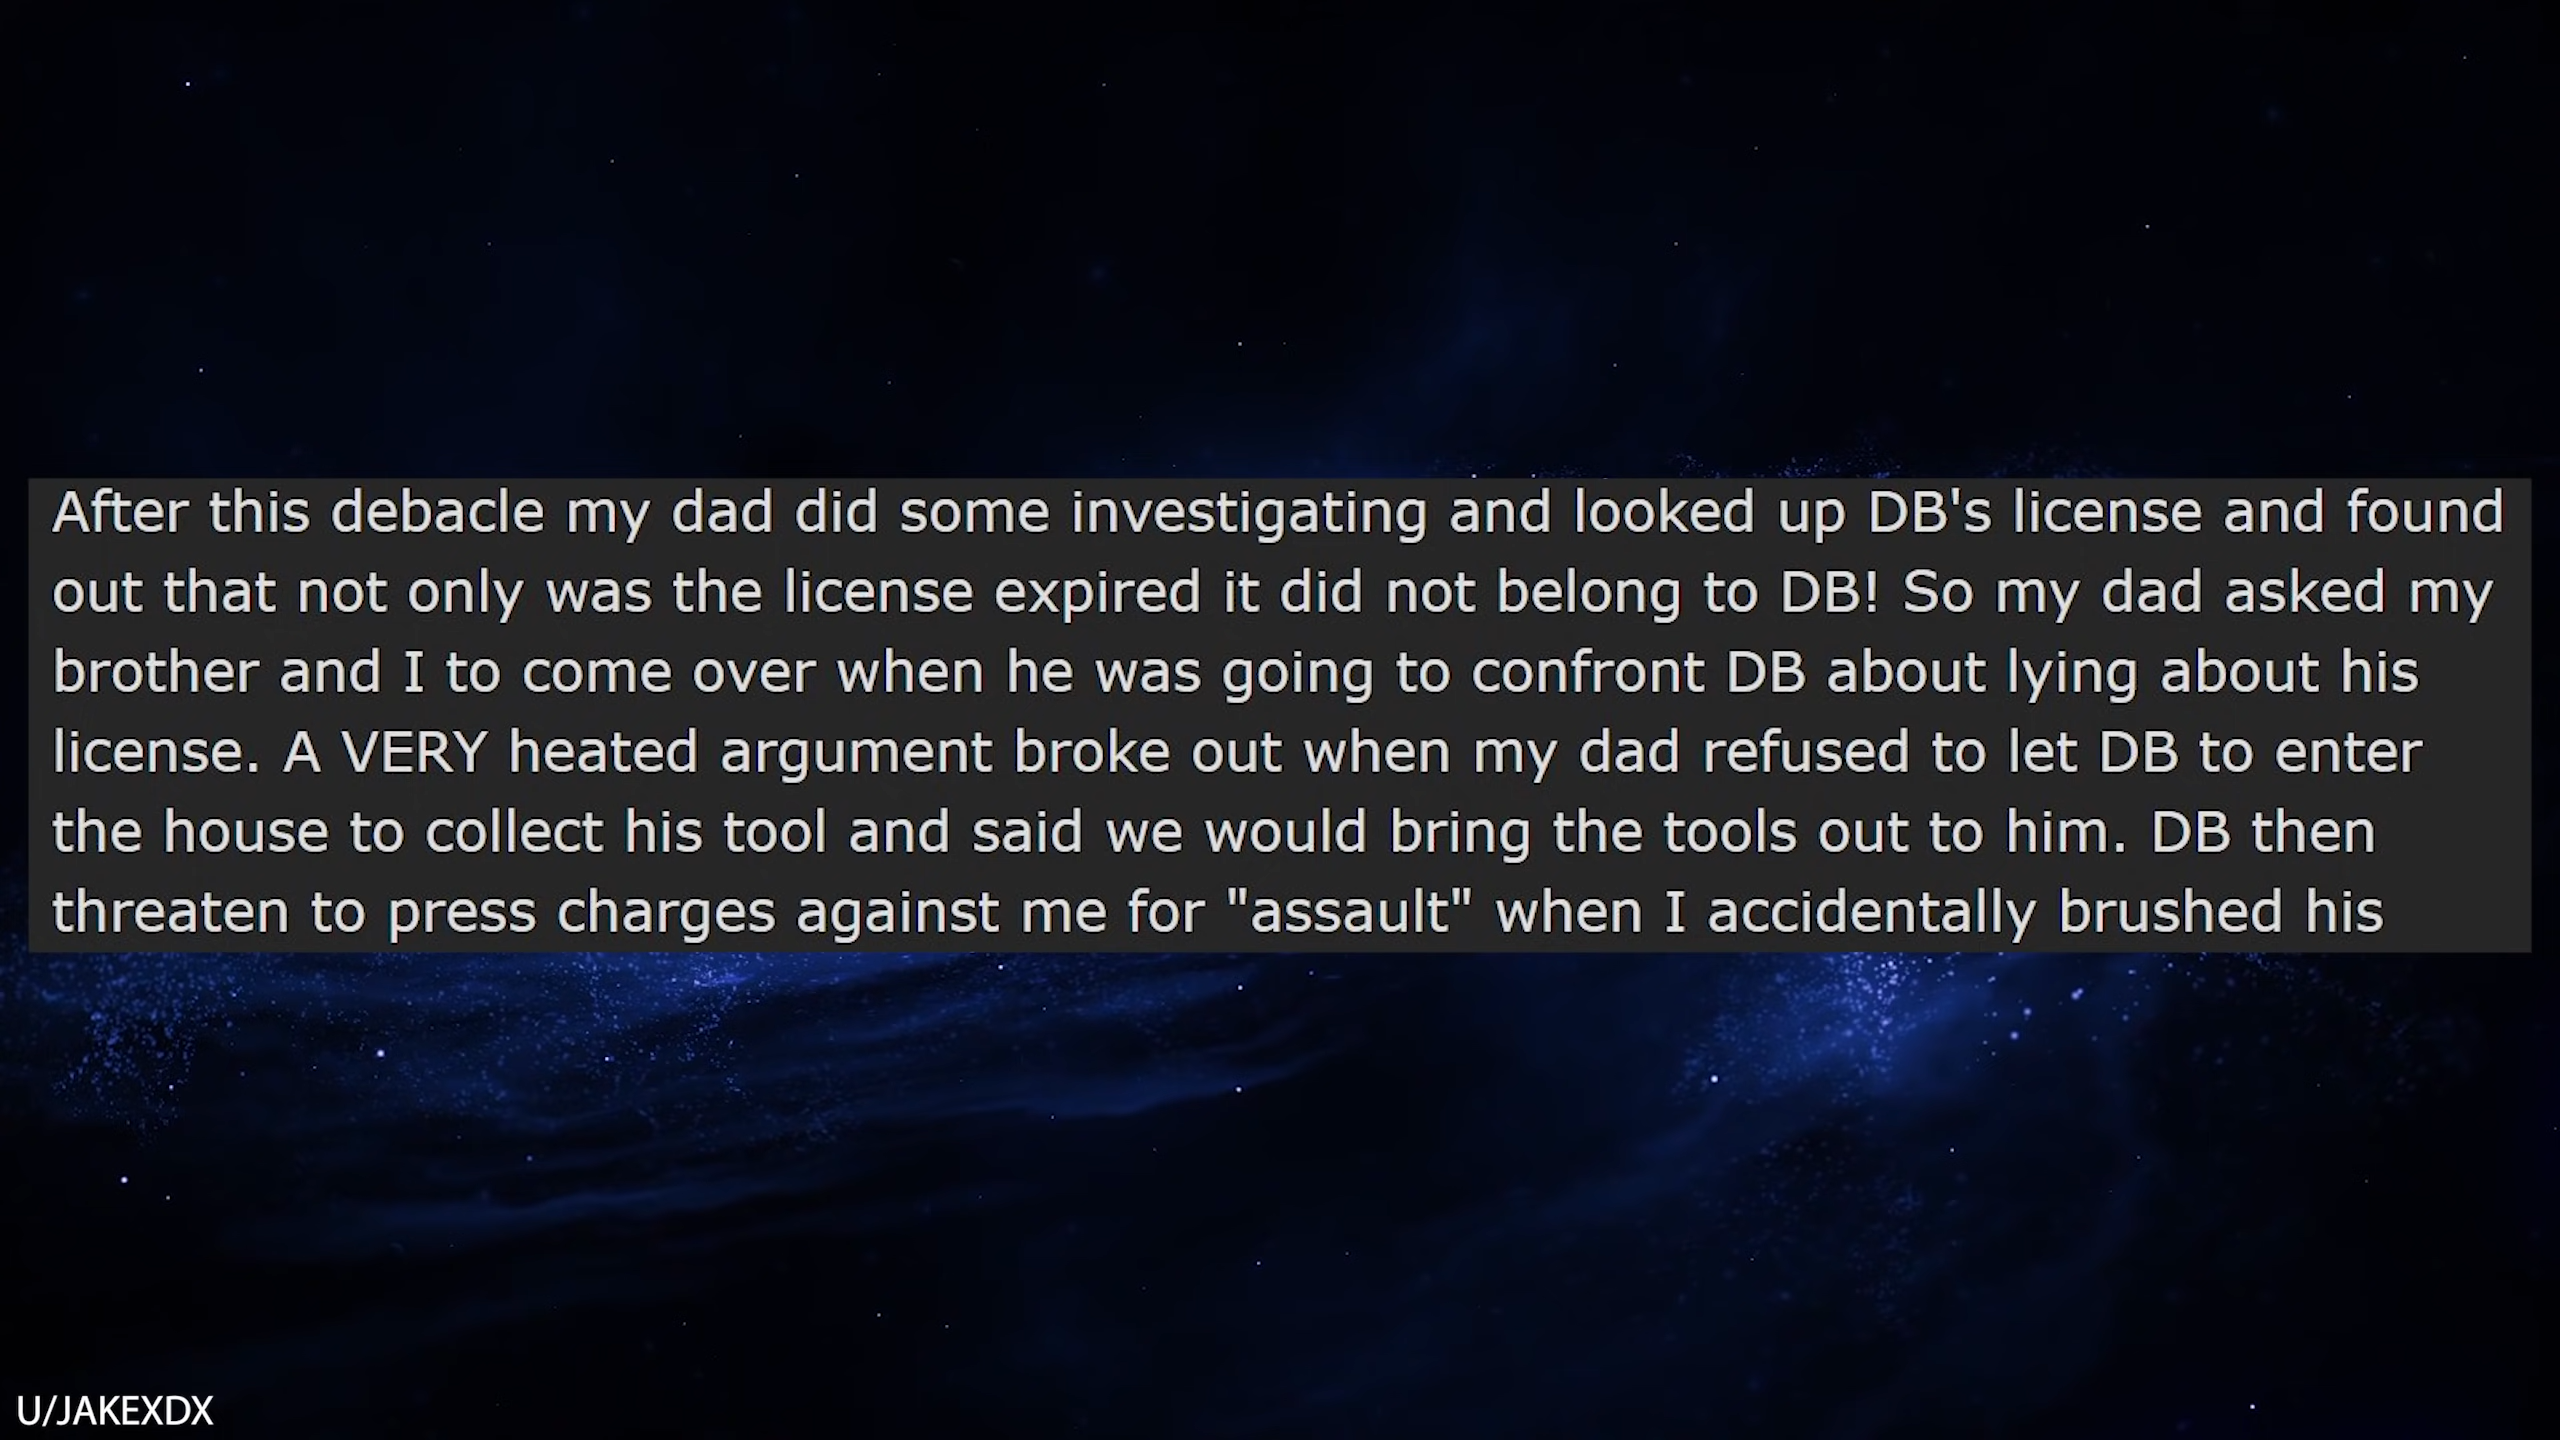 After this debacle my dad did some investigating and looked up DB's license and found
out that not only was the license expired it did not belong to DB! So my dad asked my
brother and I to come over when he was going to confront DB about lying about his
license. A VERY heated argument broke out when my dad refused to let DB to enter
the house to collect his tool and said we would bring the tools out to him. DB then
threaten to press charges against me for "assault" when I accidentally brushed his
U/JAKEXDX